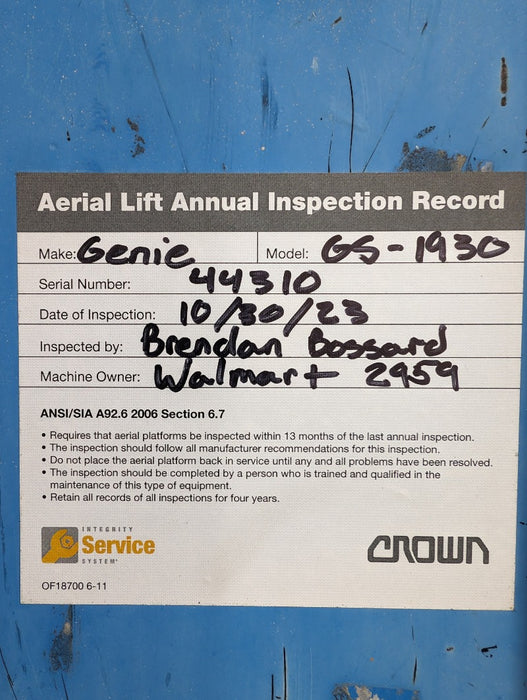 Aerial Lift Annual Inspection Record
Make: Genie Model: GS-1930
Serial Number: 44310
Date of Inspection: 10/30/23
Inspected by: Brendan Bossard
Machine Owner: Walmart 2959
ANSI/SIA A92.6 2006 Section 6.7
• Requires that aerial platforms be inspected within 13 months of the last annual inspection.
• The inspection should follow all manufacturer recommendations for this inspection.
• Do not place the aerial platform back in service until any and all problems have been resolved.
• The inspection should be completed by a person who is trained and qualified in the
maintenance of this type of equipment.
• Retain all records of all inspections for four years.
INTEGRITY
Service
SYSTEM
CROWN
OF18700 6-11